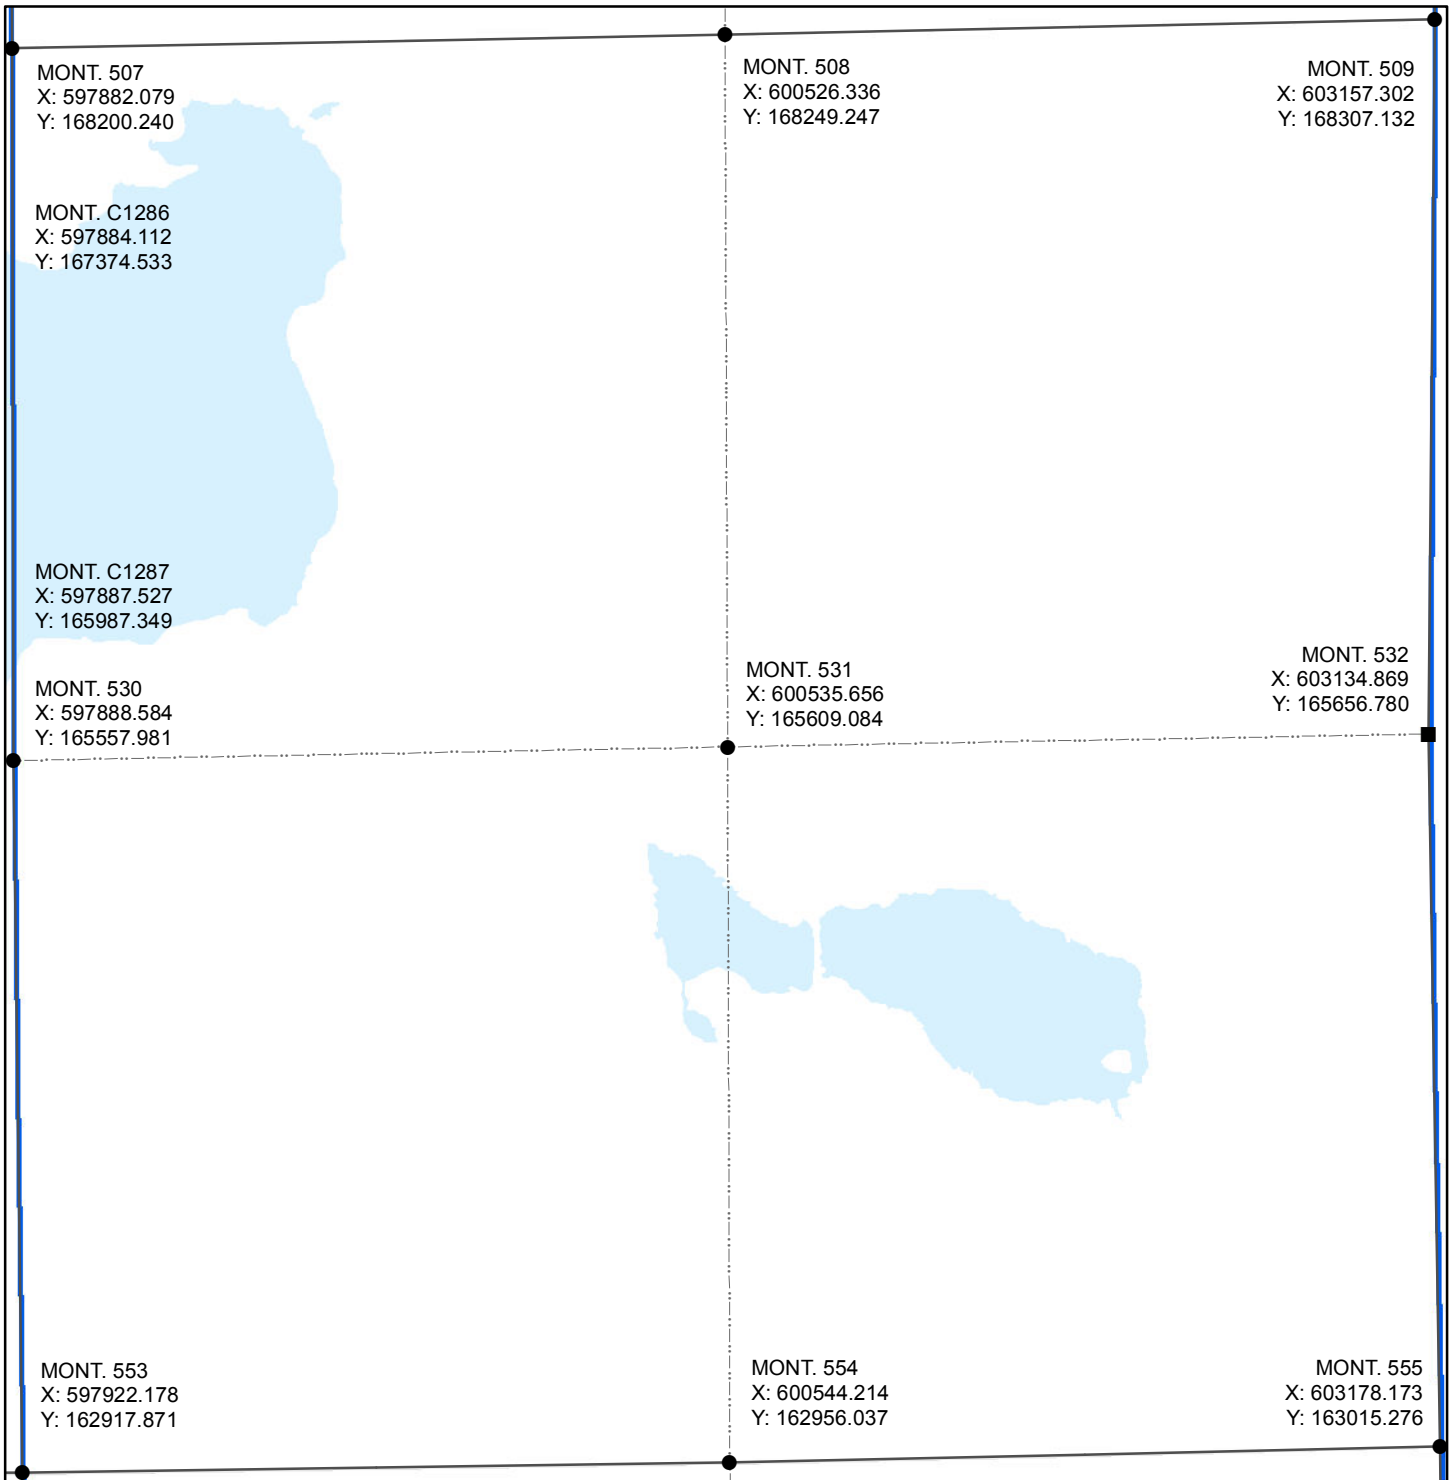 MONT. 507
X: 597882.079
Y: 168200.240
MONT. 508
X: 600526.336
Y: 168249.247
MONT. 509
X: 603157.302
Y: 168307.132
MONT. C1286
X: 597884.112
Y: 167374.533
MONT. C1287
X: 597887.527
Y: 165987.349
MONT. 530
X: 597888.584
Y: 165557.981
MONT. 531
X: 600535.656
Y: 165609.084
MONT. 532
X: 603134.869
Y: 165656.780
MONT. 553
X: 597922.178
Y: 162917.871
MONT. 554
X: 600544.214
Y: 162956.037
MONT. 555
X: 603178.173
Y: 163015.276